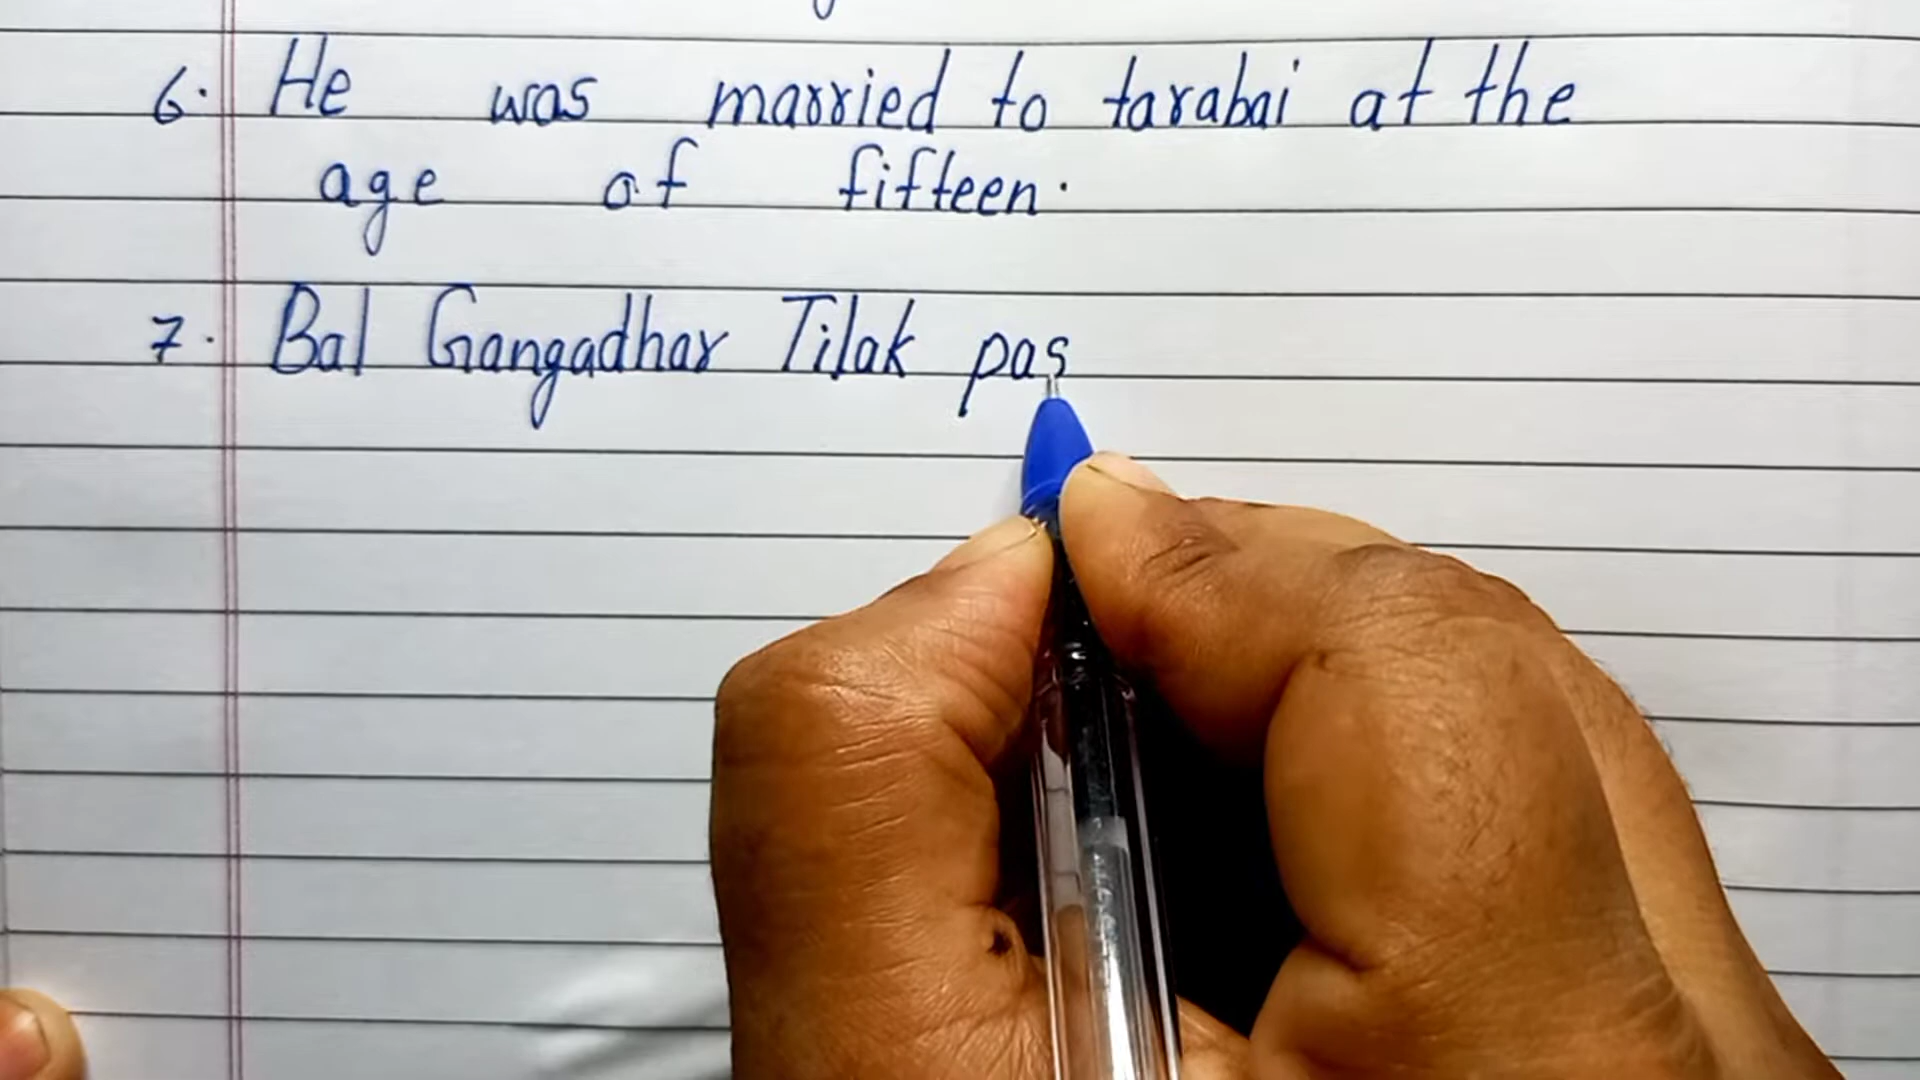 6. He was married to tarabai at the
age of fifteen.
7. Bal Gangadhar Tilak pas